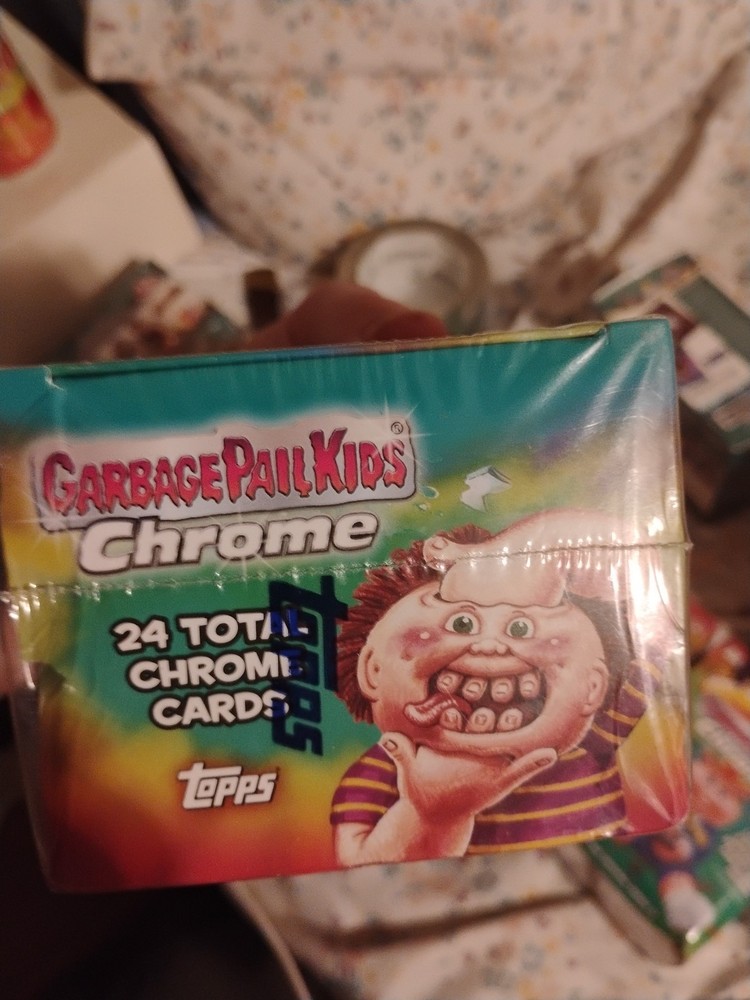 GARBAGE PAIL KIDS®
Chrome
24 TOTAL
CHROME
CARDS
topps
topps